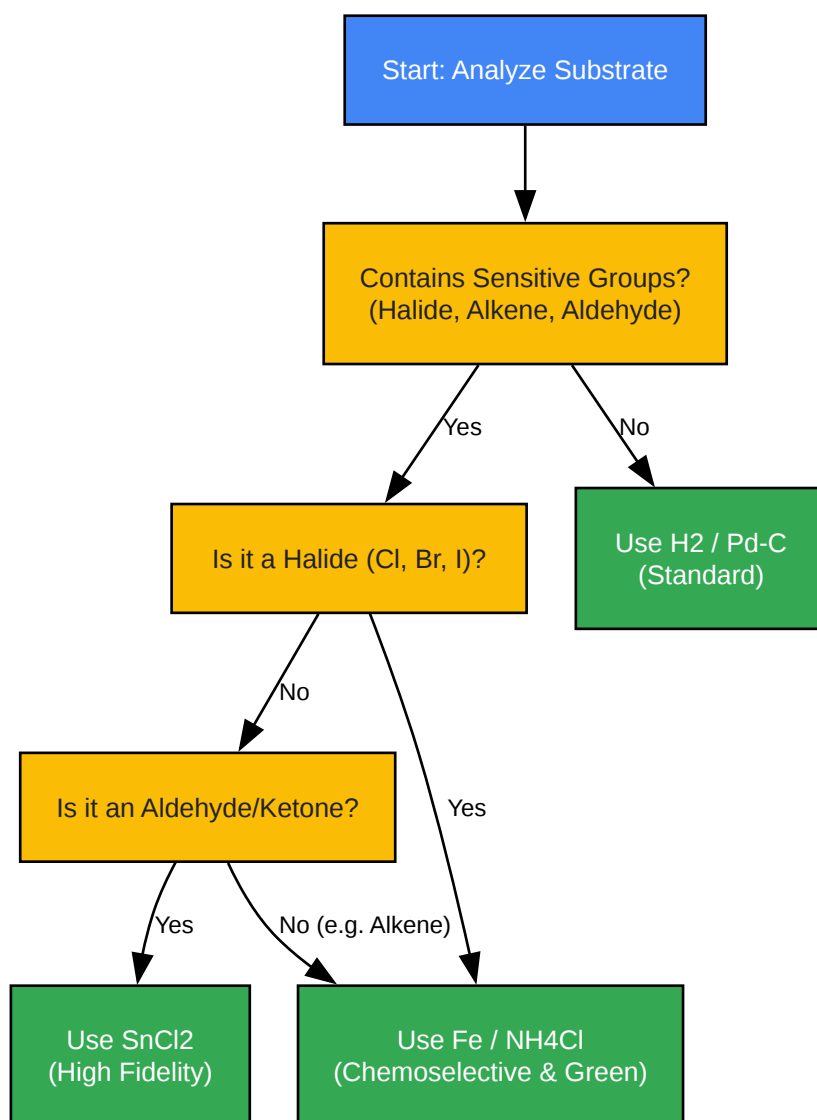 Start: Analyze Substrate
Contains Sensitive Groups?
(Halide, Alkene, Aldehyde)
Yes
No
Is it a Halide (Cl, Br, I)?
Use H2 / Pd-C
(Standard)
No
Is it an Aldehyde/Ketone?
Yes
Yes
No (e.g. Alkene)
Use SnCl2
(High Fidelity)
Use Fe / NH4Cl
(Chemoselective & Green)